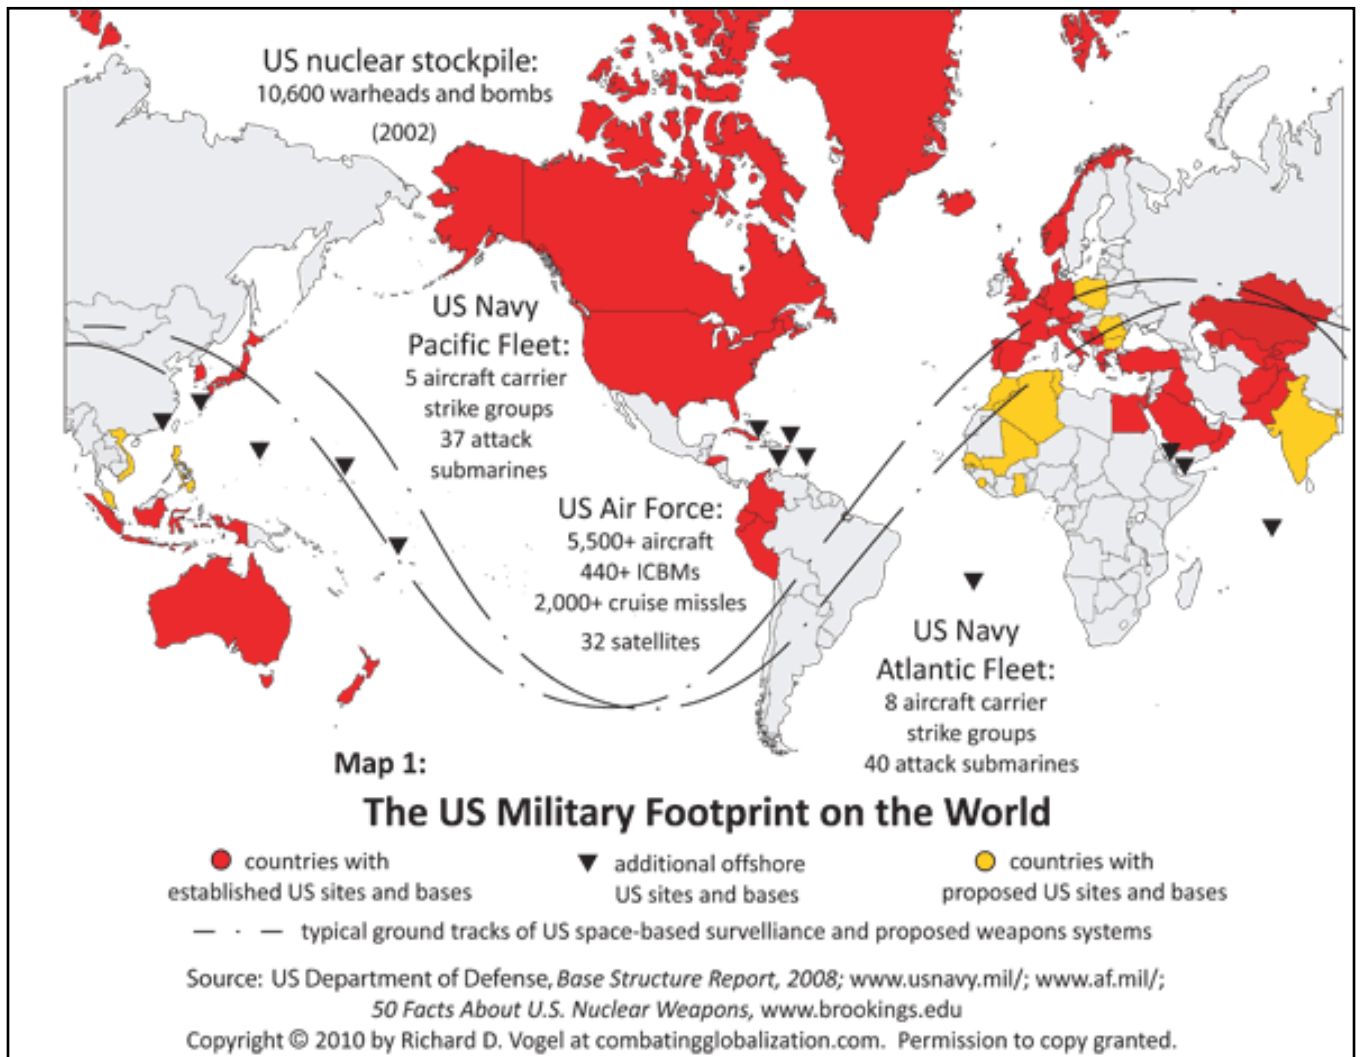 US nuclear stockpile:
10,600 warheads and bombs
(2002)
US Navy
Pacific Fleet:
5 aircraft carrier
strike groups
37 attack
submarines
US Air Force:
5,500+ aircraft
440+ ICBMs
2,000+ cruise missles
32 satellites
US Navy
Atlantic Fleet:
8 aircraft carrier
strike groups
40 attack submarines
Map 1:
The US Military Footprint on the World
countries with
established US sites and bases
additional offshore
US sites and bases
countries with
proposed US sites and bases
typical ground tracks of US space-based survelliance and proposed weapons systems
Source: US Department of Defense, Base Structure Report, 2008; www.usnavy.mil/; www.af.mil/;
50 Facts About U.S. Nuclear Weapons, www.brookings.edu
Copyright © 2010 by Richard D. Vogel at combatingglobalization.com. Permission to copy granted.